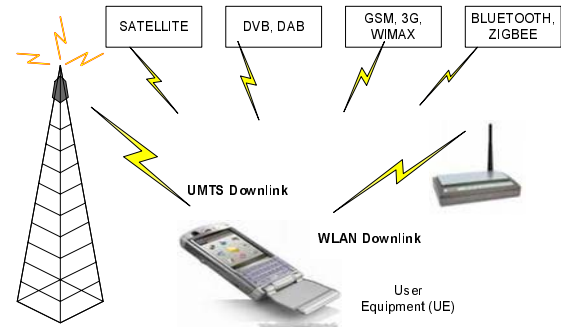 SATELLITE
DVB, DAB
GSM, 3G,
WIMAX
BLUETOOTH,
ZIGBEE
UMTS Downlink
WLAN Downlink
User
Equipment (UE)